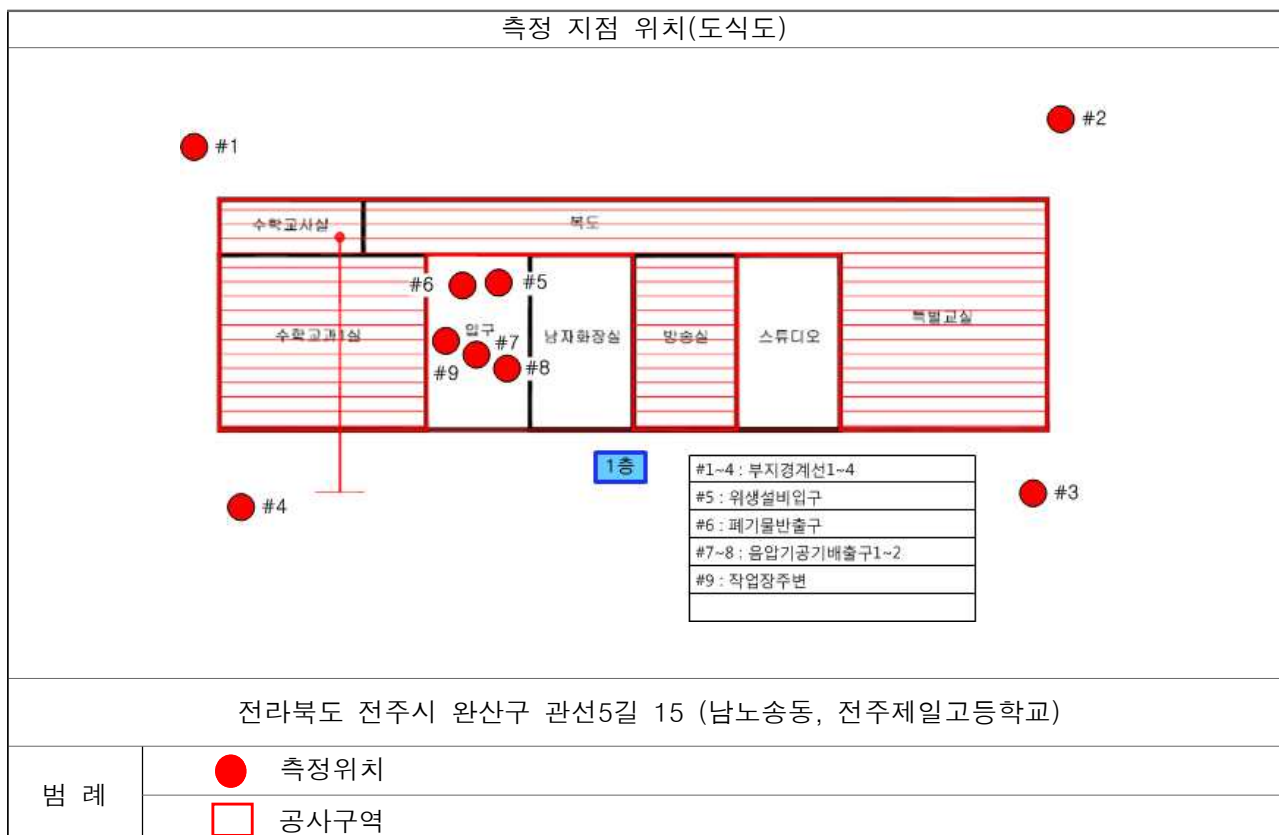 측정 지점 위치(도식도)
#1
#2
수학교사실
복도
#6
#5
입구
#7
#8
#9
수학교과1실
남자화장실
방송실
스튜디오
특별교실
1층
#4
#3
#1~4 : 부지경계선1~4
#5 : 위생설비입구
#6 : 폐기물반출구
#7~8 : 음압기공기배출구1~2
#9 : 작업장주변
전라북도 전주시 완산구 관선5길 15 (남노송동, 전주제일고등학교)
범 례
측정위치
공사구역